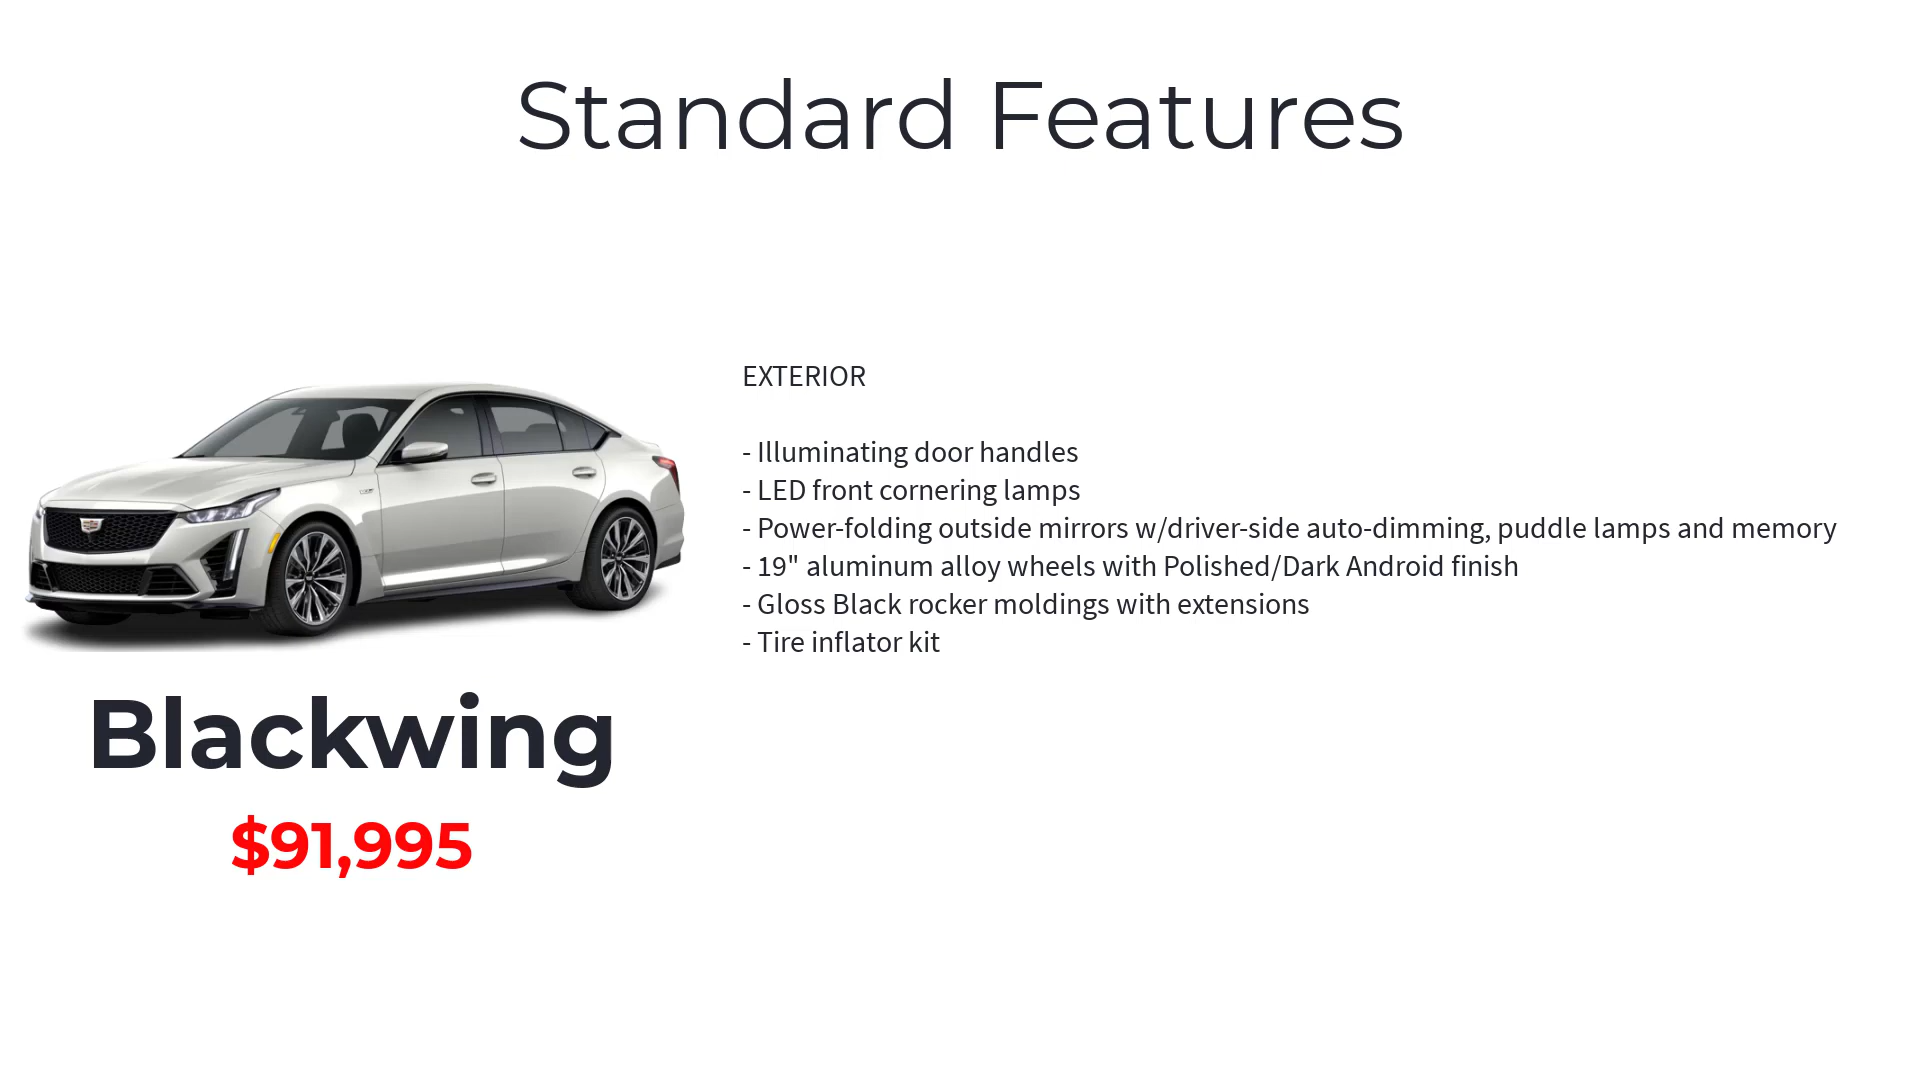 Standard Features
EXTERIOR
- Illuminating door handles
- LED front cornering lamps
- Power-folding outside mirrors w/driver-side auto-dimming, puddle lamps and memory
- 19" aluminum alloy wheels with Polished/Dark Android finish
- Gloss Black rocker moldings with extensions
- Tire inflator kit
Blackwing
$91,995